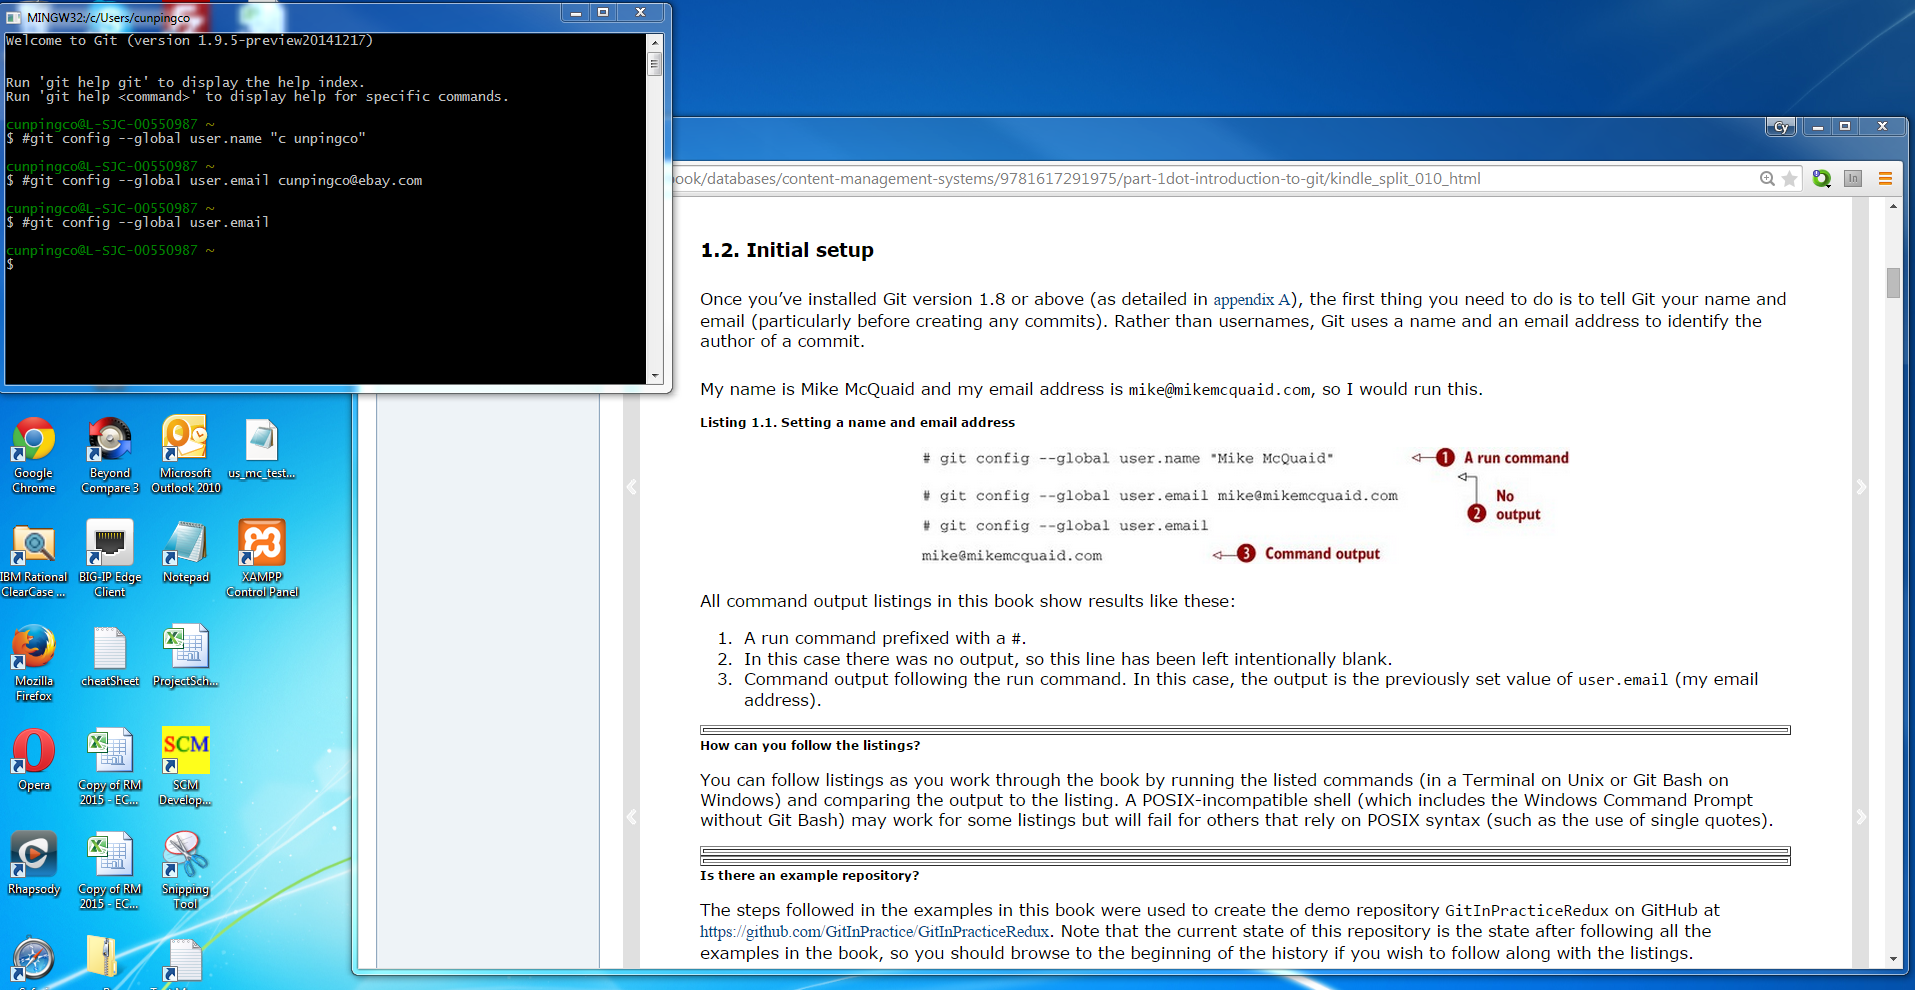 MINGW32:/c/Users/cunpingco
Welcome to Git (version 1.9.5-preview20141217)
Run 'git help git' to display the help index.
Run 'git help <command>' to display help for specific commands.
cunpingco@L-SJC-00550987 ~
$ #git config --global user.name "c unpingco"
cunpingco@L-SJC-00550987 ~
$ #git config --global user.email cunpingco@ebay.com
cunpingco@L-SJC-00550987 ~
$ #git config --global user.email
cunpingco@L-SJC-00550987 ~
$
Cy
ook/databases/content-management-systems/9781617291975/part-1dot-introduction-to-git/kindle_split_010_html
In
1.2. Initial setup
Once you’ve installed Git version 1.8 or above (as detailed in appendix A), the first thing you need to do is to tell Git your name and
email (particularly before creating any commits). Rather than usernames, Git uses a name and an email address to identify the
author of a commit.
My name is Mike McQuaid and my email address is mike@mikemcquaid.com, so I would run this.
Listing 1.1. Setting a name and email address
# git config --global user.name "Mike McQuaid"
1 A run command
# git config --global user.email mike@mikemcquaid.com
2 No
output
# git config --global user.email
mike@mikemcquaid.com
3 Command output
All command output listings in this book show results like these:
1. A run command prefixed with a #.
2. In this case there was no output, so this line has been left intentionally blank.
3. Command output following the run command. In this case, the output is the previously set value of user.email (my email
address).
How can you follow the listings?
You can follow listings as you work through the book by running the listed commands (in a Terminal on Unix or Git Bash on
Windows) and comparing the output to the listing. A POSIX-incompatible shell (which includes the Windows Command Prompt
without Git Bash) may work for some listings but will fail for others that rely on POSIX syntax (such as the use of single quotes).
Is there an example repository?
The steps followed in the examples in this book were used to create the demo repository GitInPracticeRedux on GitHub at
https://github.com/GitInPractice/GitInPracticeRedux. Note that the current state of this repository is the state after following all the
examples in the book, so you should browse to the beginning of the history if you wish to follow along with the listings.
Google
Chrome
Beyond
Compare 3
Microsoft
Outlook 2010
us_mc_test...
IBM Rational
ClearCase ...
BIG-IP Edge
Client
Notepad
XAMPP
Control Panel
Mozilla
Firefox
cheatSheet
ProjectSch...
Opera
Copy of RM
2015 - EC...
SCM
SCM
Develop...
Rhapsody
Copy of RM
2015 - EC...
Snipping
Tool